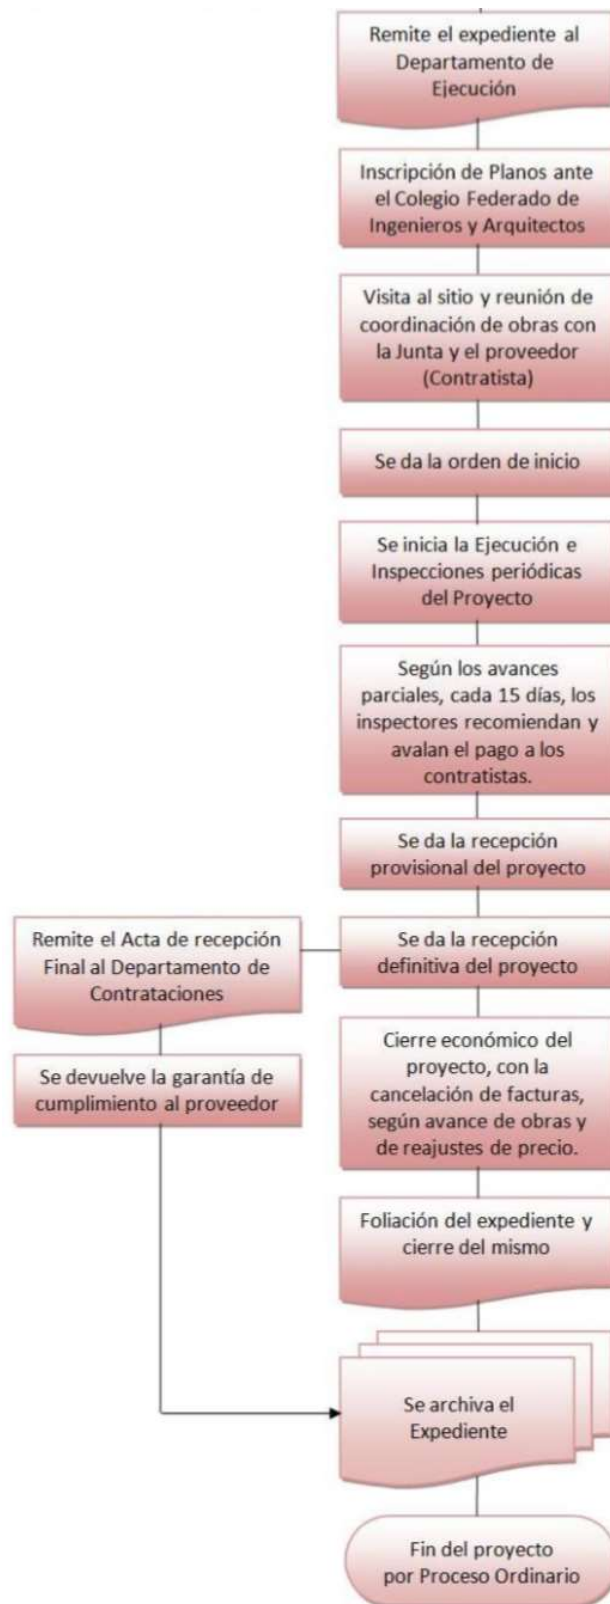 Remite el expediente al
Departamento de
Ejecución
Inscripción de Planos ante
el Colegio Federado de
Ingenieros y Arquitectos
Visita al sitio y reunión de
coordinación de obras con
la Junta y el proveedor
(Contratista)
Se da la orden de inicio
Se inicia la Ejecución e
Inspecciones periódicas
del Proyecto
Según los avances
parciales, cada 15 días, los
inspectores recomiendan y
avalan el pago a los
contratistas.
Se da la recepción
provisional del proyecto
Se da la recepción
definitiva del proyecto
Remite el Acta de recepción
Final al Departamento de
Contrataciones
Se devuelve la garantía de
cumplimiento al proveedor
Cierre económico del
proyecto, con la
cancelación de facturas,
según avance de obras y
de reajustes de precio.
Foliación del expediente y
cierre del mismo
Se archiva el
Expediente
Fin del proyecto
por Proceso Ordinario